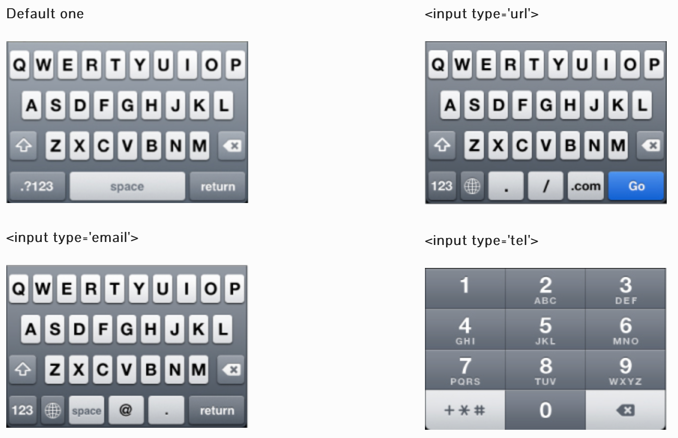 Default one
Q W E R T Y U I O P
A S D F G H J K L
Z X C V B N M
.?123 space return
<input type='url'>
Q W E R T Y U I O P
A S D F G H J K L
Z X C V B N M
123 . / .com Go
<input type='email'>
Q W E R T Y U I O P
A S D F G H J K L
Z X C V B N M
123 space @ . return
<input type='tel'>
1 2 3
ABC DEF
4 5 6
GHI JKL MNO
7 8 9
PQRS TUV WXYZ
+*# 0